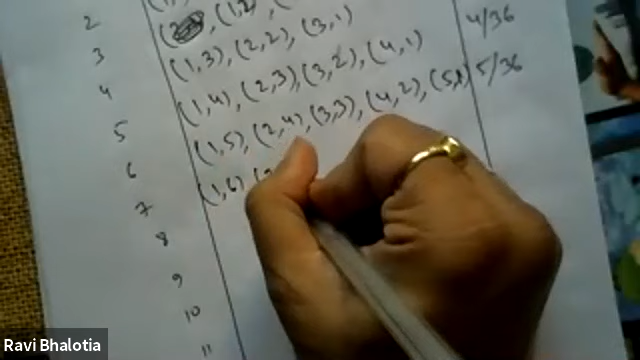 2 (1,
3 (1,2)
4 (1,3), (2,2), (3,1)
5 (1,4), (2,3), (3,2), (4,1) 4/36
6 (1,5), (2,4), (3,3), (4,2), (5,1) 5/36
7 (1,6) (2
8
9
10
11
Ravi Bhalotia